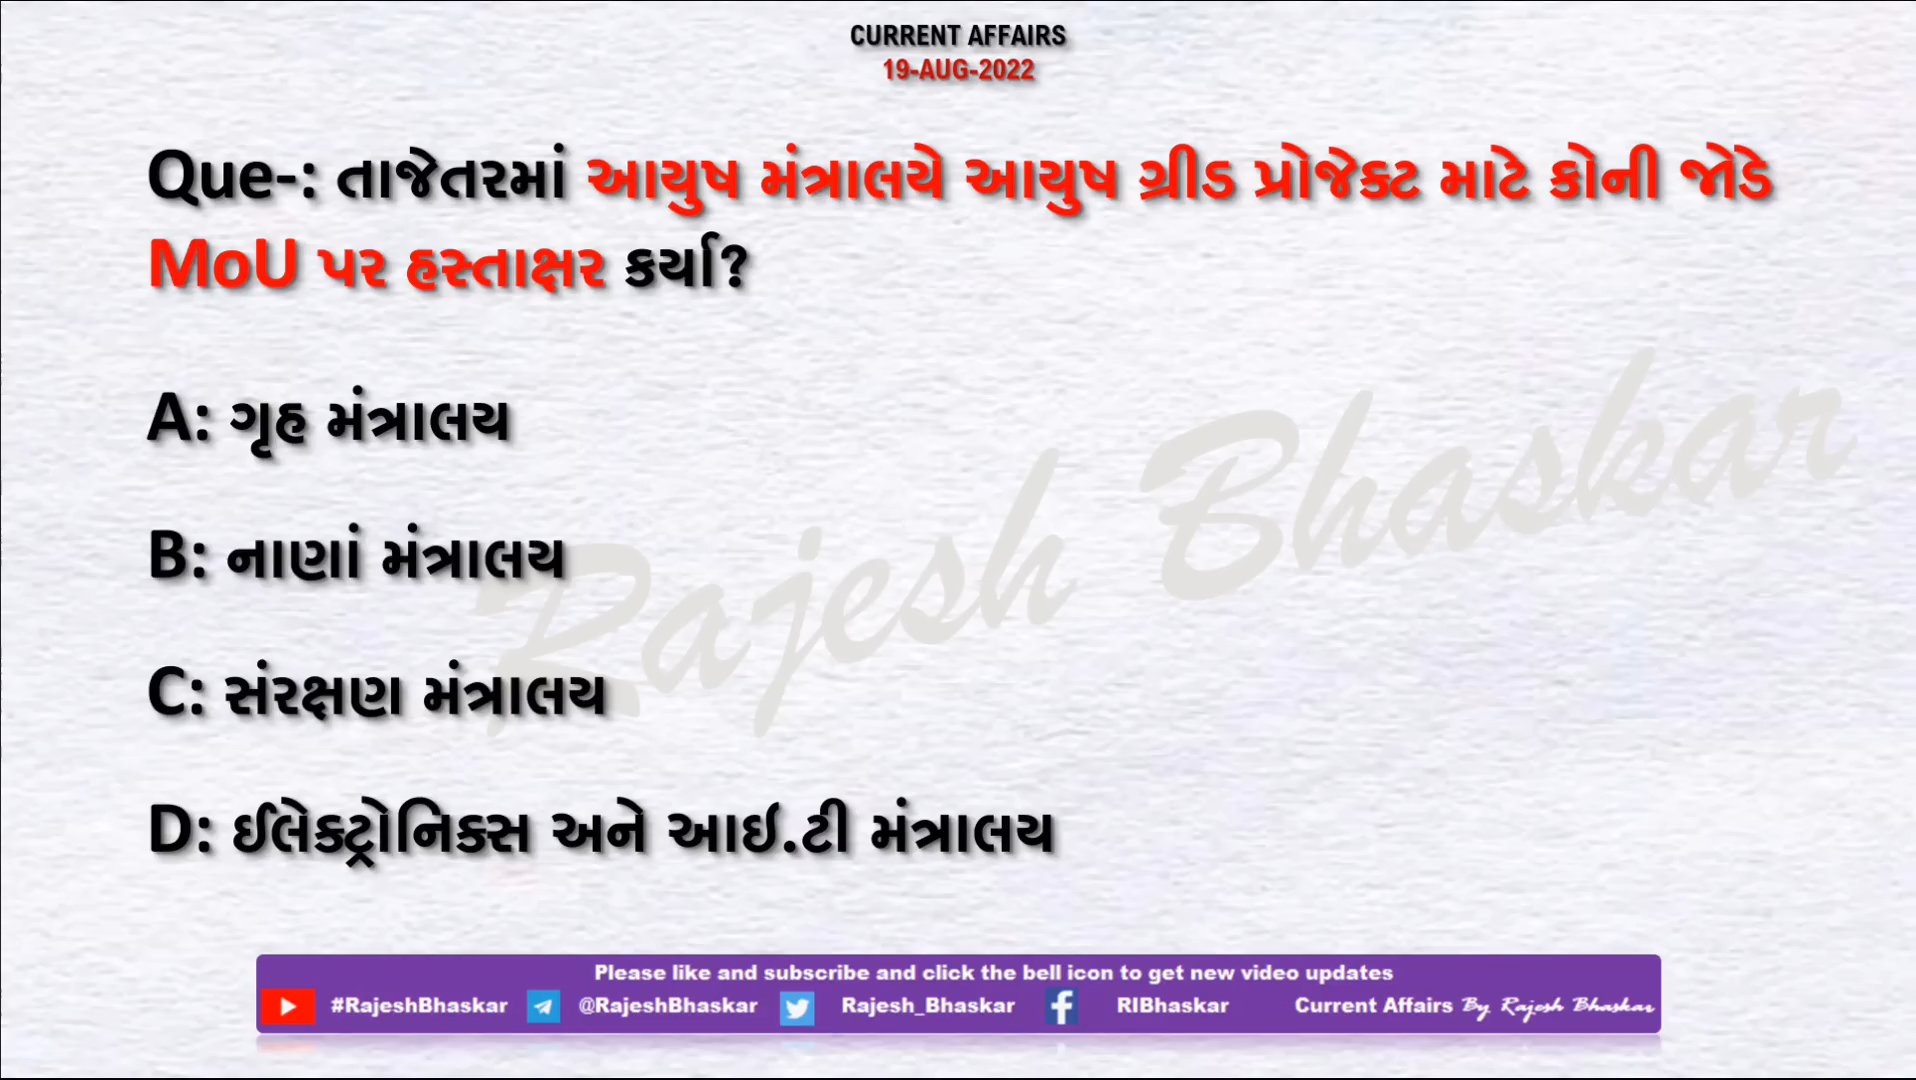 CURRENT AFFAIRS
19-AUG-2022
Que-: તાજેતરમાં આયુષ મંત્રાલયે આયુષ ગ્રીડ પ્રોજેક્ટ માટે કોની જોડે
MoU પર હસ્તાક્ષર કર્યા?
A: ગૃહ મંત્રાલય
B: નાણાં મંત્રાલય
C: સંરક્ષણ મંત્રાલય
D: ઈલેક્ટ્રોનિક્સ અને આઇ.ટી મંત્રાલય
Rajesh Bhaskar
Please like and subscribe and click the bell icon to get new video updates
#RajeshBhaskar @RajeshBhaskar Rajesh_Bhaskar RIBhaskar Current Affairs By Rajesh Bhaskar